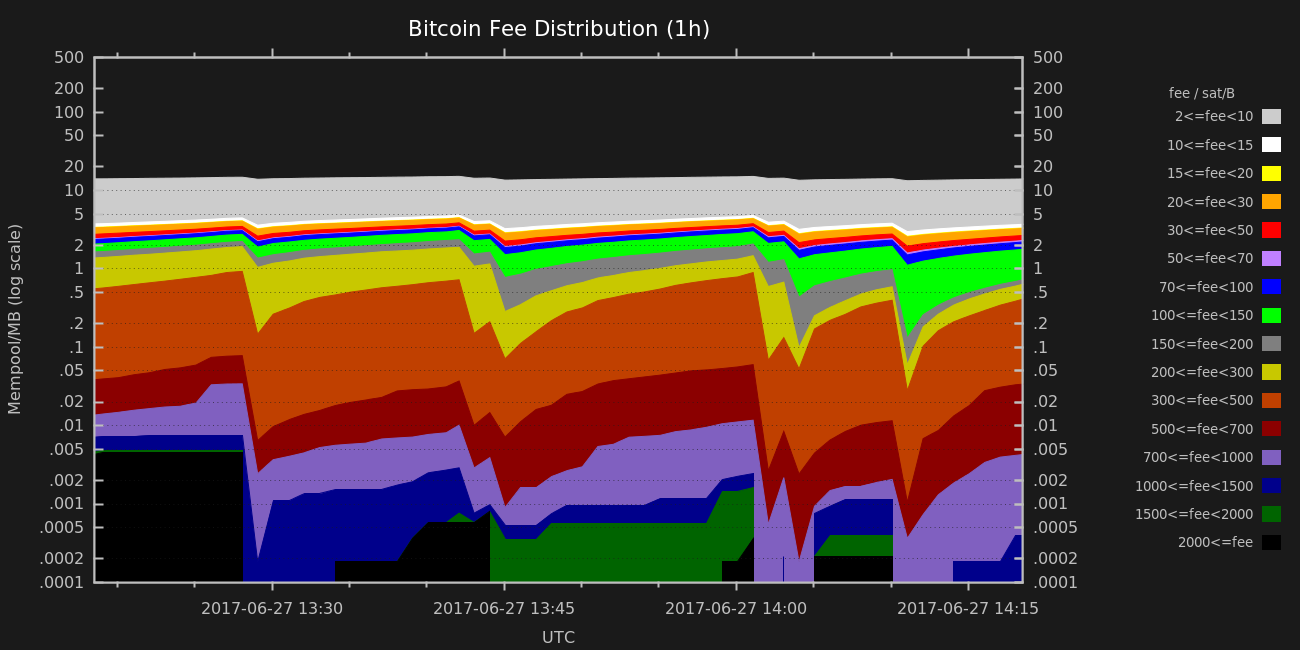 Bitcoin Fee Distribution (1h)
500
200
100
50
20
10
5
2
1
.5
.2
.1
.05
.02
.01
.005
.002
.001
.0005
.0002
.0001
Mempool/MB (log scale)
500
200
100
50
20
10
5
2
1
.5
.2
.1
.05
.02
.01
.005
.002
.001
.0005
.0002
.0001
2017-06-27 13:30
2017-06-27 13:45
2017-06-27 14:00
2017-06-27 14:15
UTC
fee / sat/B
2<=fee<10
10<=fee<15
15<=fee<20
20<=fee<30
30<=fee<50
50<=fee<70
70<=fee<100
100<=fee<150
150<=fee<200
200<=fee<300
300<=fee<500
500<=fee<700
700<=fee<1000
1000<=fee<1500
1500<=fee<2000
2000<=fee